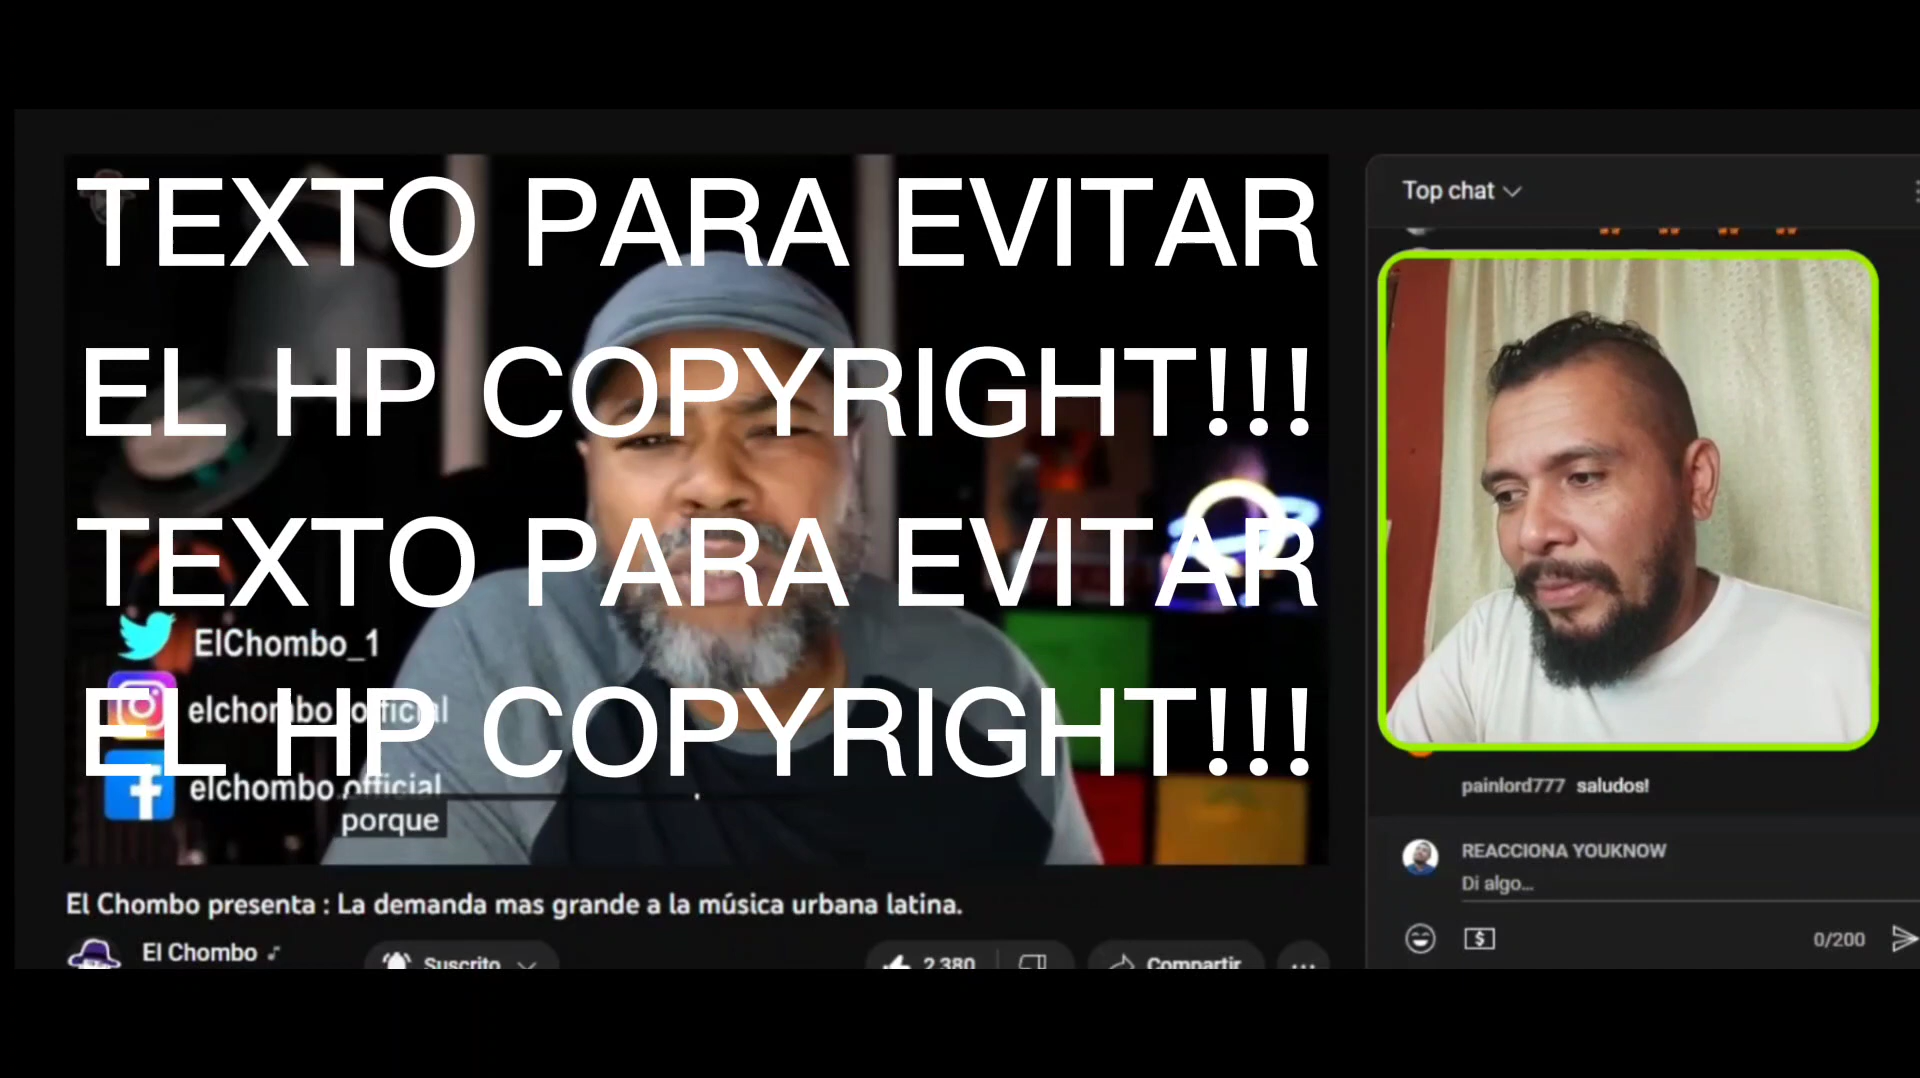 TEXTO PARA EVITAR
EL HP COPYRIGHT!!!
TEXTO PARA EVITAR
EL HP COPYRIGHT!!!
ElChombo_1
elchombo.official
elchombo.official
porque
El Chombo presenta : La demanda mas grande a la música urbana latina.
El Chombo
Suscrito
2,380
Compartir
Top chat
painlord777 saludos!
REACCIONA YOUKNOW
Di algo...
0/200